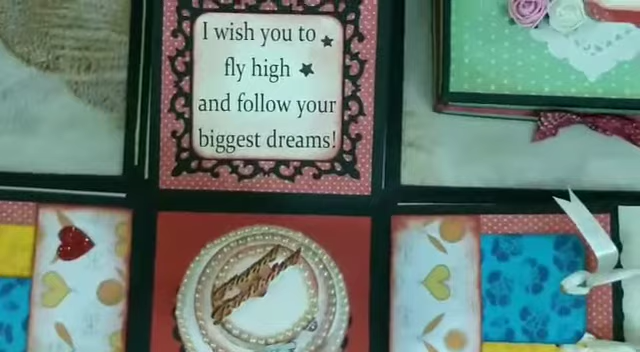 I wish you to
fly high
and follow your
biggest dreams!